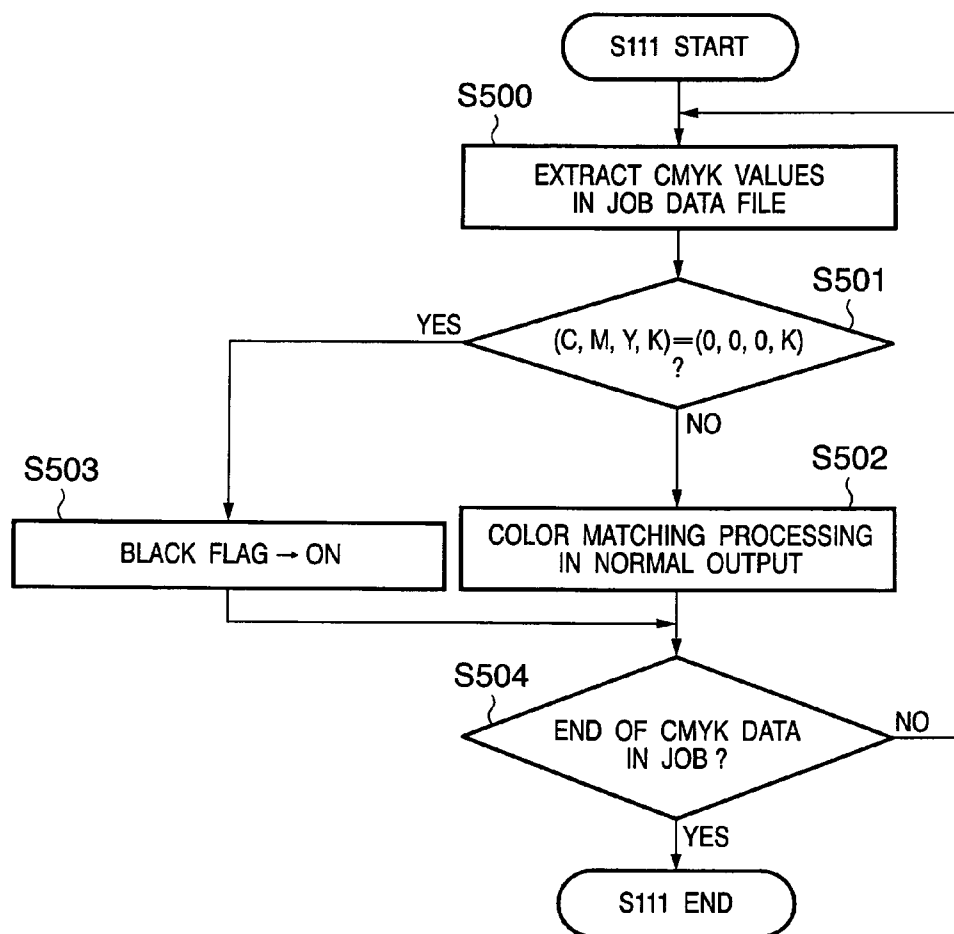 S111 START
S500
EXTRACT CMYK VALUES
IN JOB DATA FILE
S501
YES
(C, M, Y, K)=(0, 0, 0, K)
?
NO
S503
S502
BLACK FLAG → ON
COLOR MATCHING PROCESSING
IN NORMAL OUTPUT
S504
END OF CMYK DATA
IN JOB ?
NO
YES
S111 END